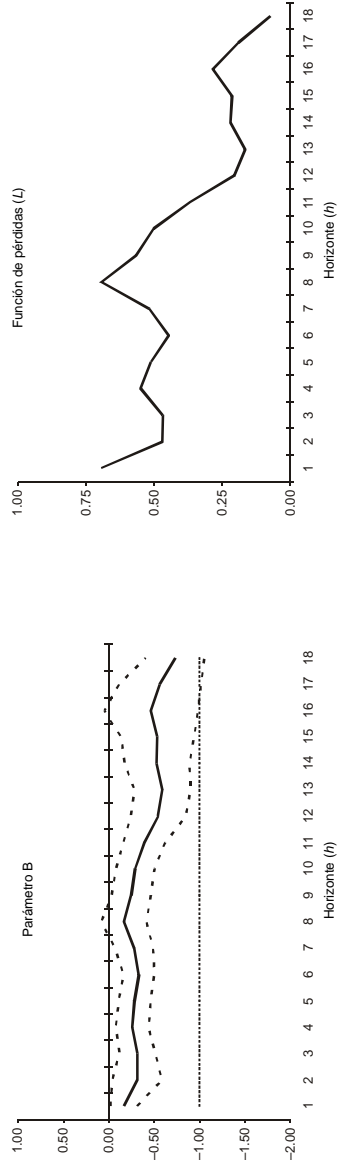 Parámetro B
1.00
0.50
0.00
–0.50
–1.00
–1.50
–2.00
1 2 3 4 5 6 7 8 9 10 11 12 13 14 15 16 17 18
Horizonte (h)
Función de pérdidas (L)
1.00
0.75
0.50
0.25
0.00
1 2 3 4 5 6 7 8 9 10 11 12 13 14 15 16 17 18
Horizonte (h)